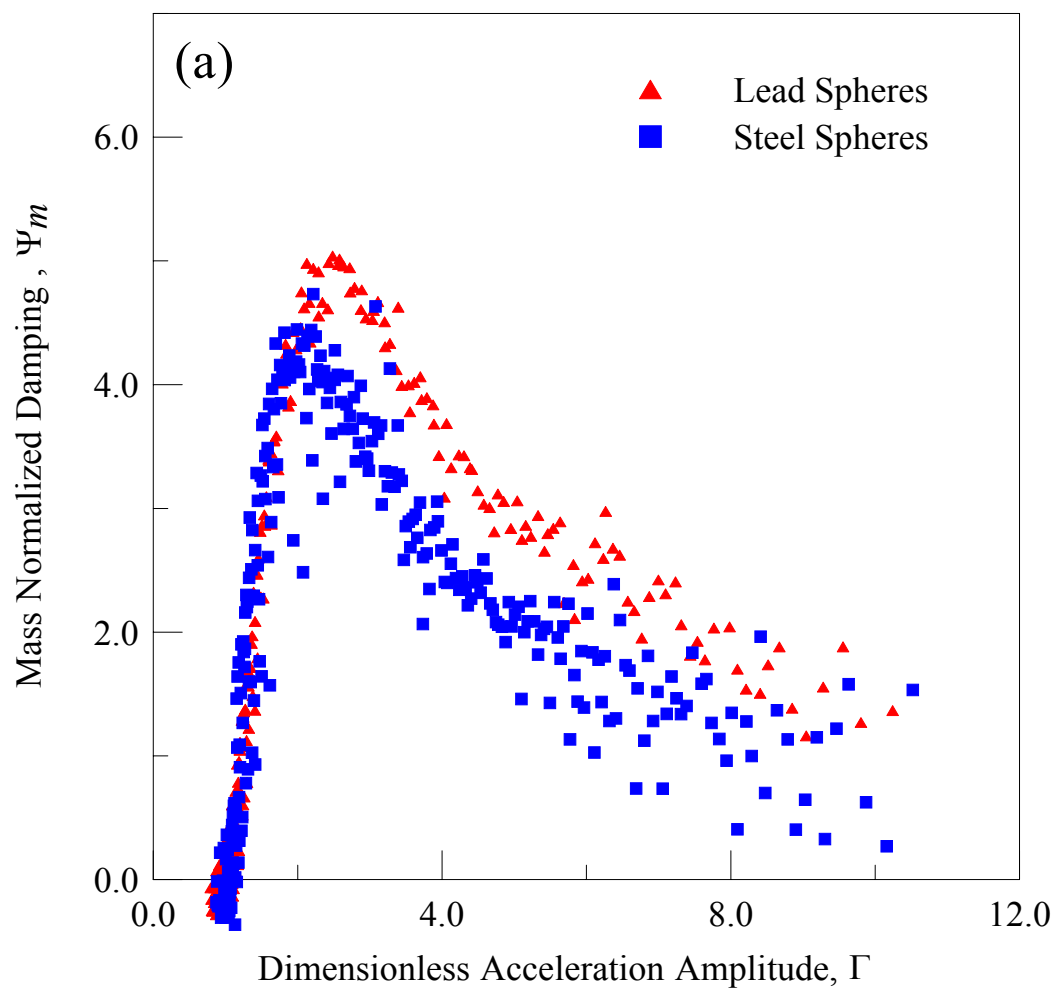 (a)
Lead Spheres
Steel Spheres
6.0
4.0
2.0
0.0
0.0
4.0
8.0
12.0
Mass Normalized Damping , Ψm
Dimensionless Acceleration Amplitude, Γ